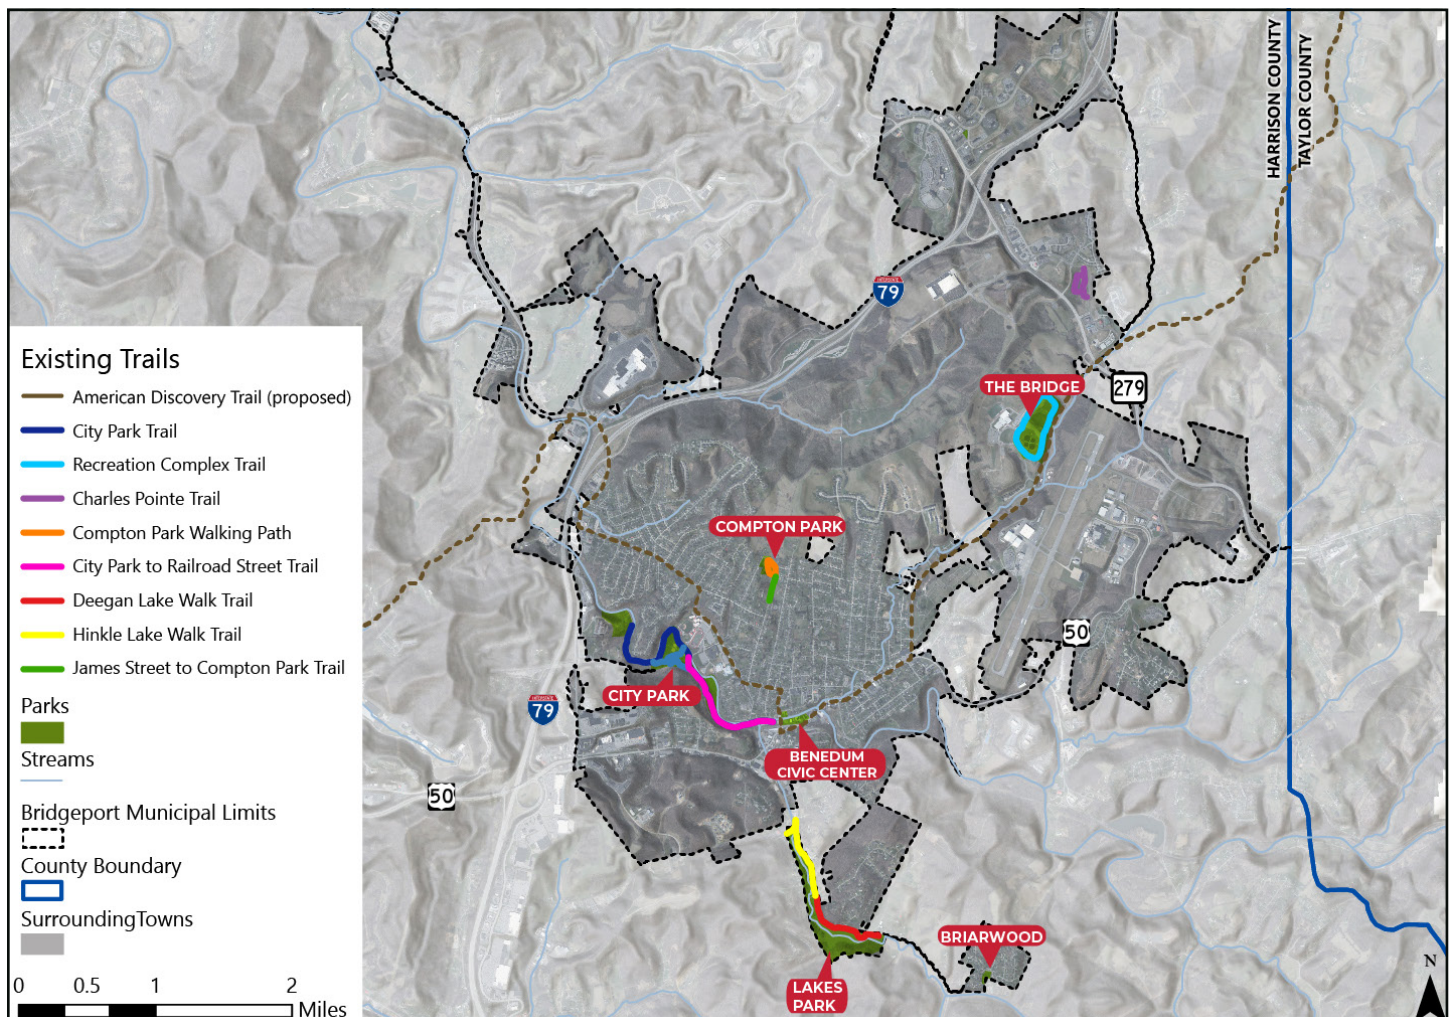 HARRISON COUNTY
TAYLOR COUNTY
INTERSTATE
79
THE BRIDGE
279
COMPTON PARK
50
CITY PARK
INTERSTATE
79
BENEDUM
CIVIC CENTER
50
BRIARWOOD
LAKES
PARK
N
Existing Trails
American Discovery Trail (proposed)
City Park Trail
Recreation Complex Trail
Charles Pointe Trail
Compton Park Walking Path
City Park to Railroad Street Trail
Deegan Lake Walk Trail
Hinkle Lake Walk Trail
James Street to Compton Park Trail
Parks
Streams
Bridgeport Municipal Limits
County Boundary
SurroundingTowns
0 0.5 1 2
Miles